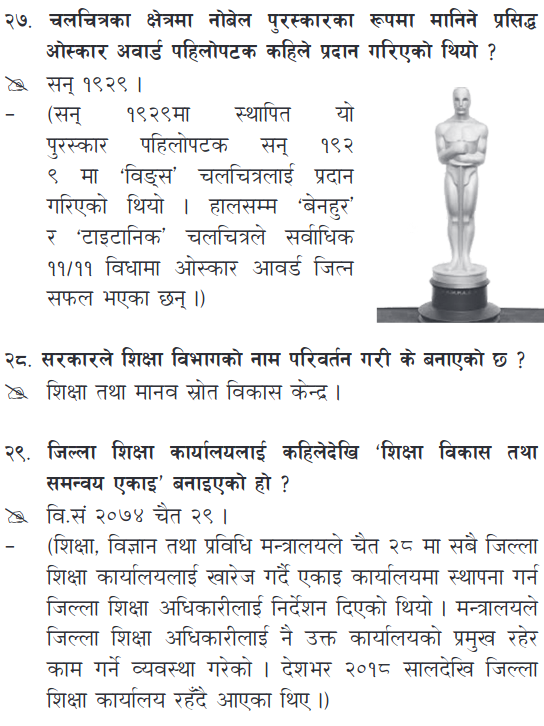 २७. चलचित्रका क्षेत्रमा नोबेल पुरस्कारका रूपमा मानिने प्रसिद्ध
ओस्कार अवार्ड पहिलोपटक कहिले प्रदान गरिएको थियो ?
सन् १९२९ ।
– (सन् १९२९मा स्थापित यो
पुरस्कार पहिलोपटक सन् १९२
९ मा ‘विङ्स’ चलचित्रलाई प्रदान
गरिएको थियो । हालसम्म ‘बेनहुर’
र ‘टाइटानिक’ चलचित्रले सर्वाधिक
११/११ विधामा ओस्कार आवर्ड जित्न
सफल भएका छन् ।)
२८. सरकारले शिक्षा विभागको नाम परिवर्तन गरी के बनाएको छ ?
शिक्षा तथा मानव स्रोत विकास केन्द्र ।
२९. जिल्ला शिक्षा कार्यालयलाई कहिलेदेखि ‘शिक्षा विकास तथा
समन्वय एकाइ’ बनाइएको हो ?
वि.सं २०७४ चैत २९ ।
– (शिक्षा, विज्ञान तथा प्रविधि मन्त्रालयले चैत २८ मा सबै जिल्ला
शिक्षा कार्यालयलाई खारेज गर्दै एकाइ कार्यालयमा स्थापना गर्न
जिल्ला शिक्षा अधिकारीलाई निर्देशन दिएको थियो । मन्त्रालयले
जिल्ला शिक्षा अधिकारीलाई नै उक्त कार्यालयको प्रमुख रहेर
काम गर्ने व्यवस्था गरेको । देशभर २०१८ सालदेखि जिल्ला
शिक्षा कार्यालय रहँदै आएका थिए ।)